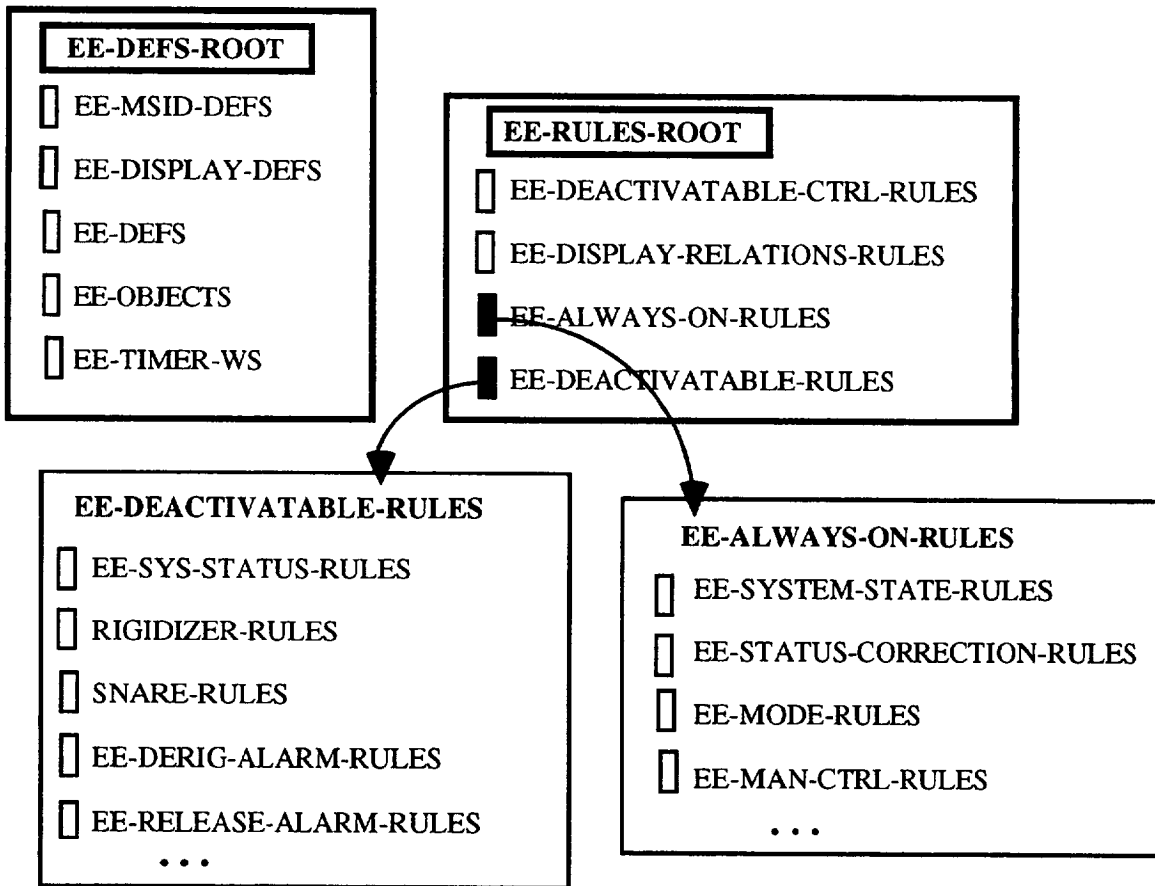 EE-DEFS-ROOT
EE-MSID-DEFS
EE-DISPLAY-DEFS
EE-DEFS
EE-OBJECTS
EE-TIMER-WS
EE-RULES-ROOT
EE-DEACTIVATABLE-CTRL-RULES
EE-DISPLAY-RELATIONS-RULES
EE-ALWAYS-ON-RULES
EE-DEACTIVATABLE-RULES
EE-DEACTIVATABLE-RULES
EE-SYS-STATUS-RULES
RIGIDIZER-RULES
SNARE-RULES
EE-DERIG-ALARM-RULES
EE-RELEASE-ALARM-RULES
• • •
EE-ALWAYS-ON-RULES
EE-SYSTEM-STATE-RULES
EE-STATUS-CORRECTION-RULES
EE-MODE-RULES
EE-MAN-CTRL-RULES
• • •